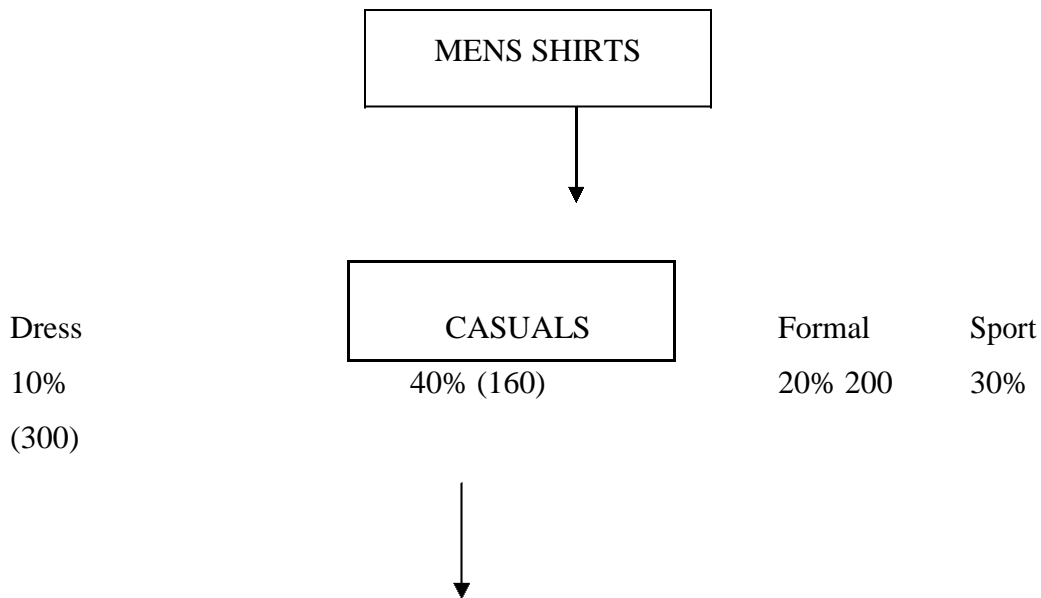 MENS SHIRTS
Dress CASUALS Formal Sport
10% 40% (160) 20% 200 30%
(300)